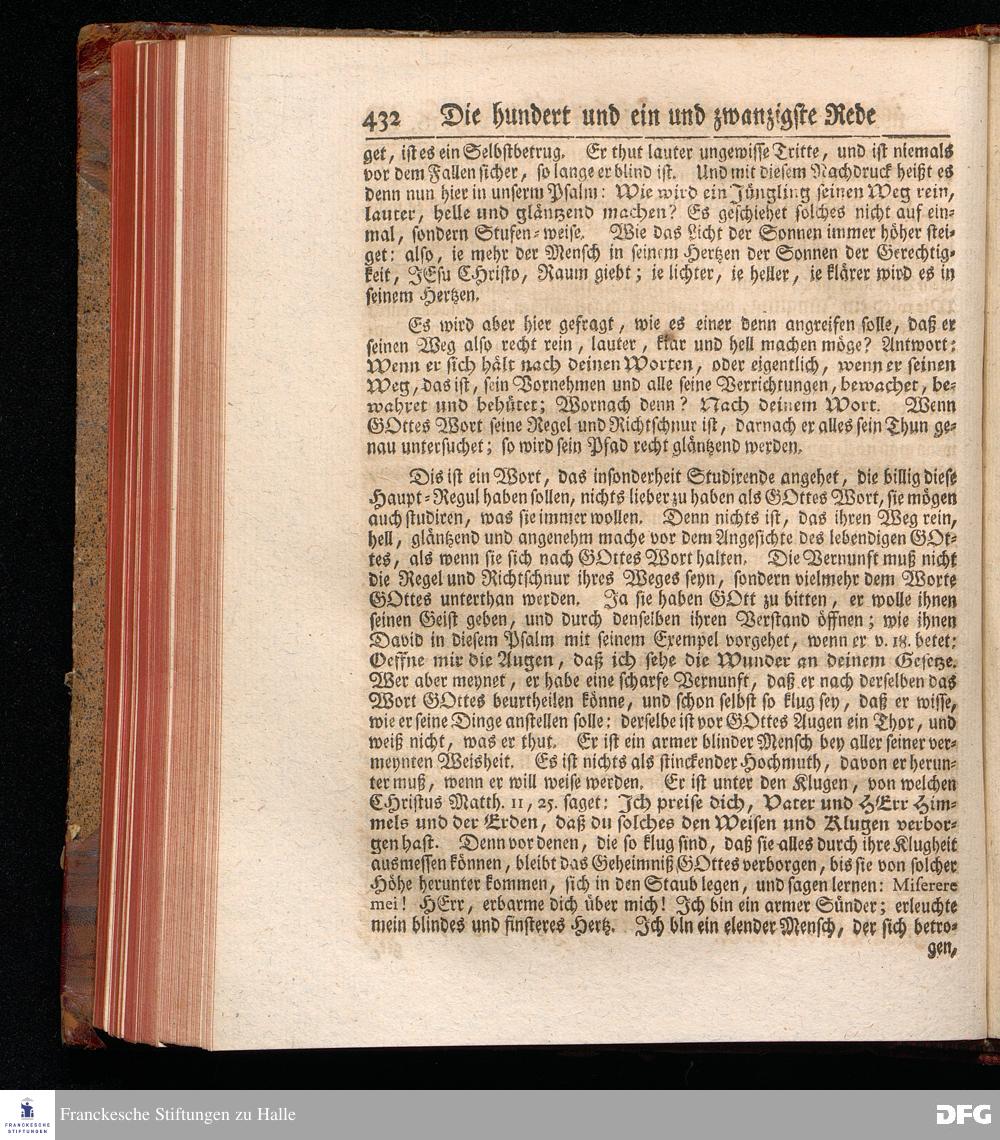 432 Die hundert und ein und zwanzigste Rede
get, ist es ein Selbstbetrug. Er thut lauter ungewisse Tritte, und ist niemals
vor dem Fallen sicher, so lange er blind ist. Und mit diesem Nachdruck heißt es
denn nun hier in unserm Psalm: Wie wird ein Jüngling seinen Weg rein,
lauter, helle und gläntzend machen? Es geschiehet solches nicht auf ein-
mal, sondern Stufen-weise. Wie das Licht der Sonnen immer höher stei-
get: also, ie mehr der Mensch in seinem Hertzen der Sonnen der Gerechtig-
keit, JEsu CHristo, Raum giebt; ie lichter, ie heller, ie klärer wird es in
seinem Hertzen.
Es wird aber hier gefragt, wie es einer denn angreifen solle, daß er
seinen Weg also recht rein, lauter, klar und hell machen möge? Antwort:
Wenn er sich hält nach deinen Worten, oder eigentlich, wenn er seinen
Weg, das ist, sein Vornehmen und alle seine Verrichtungen, bewachet, be-
wahret und behütet; Wornach denn? Nach deinem Wort. Wenn
GOttes Wort seine Regel und Richtschnur ist, darnach er alles sein Thun ge-
nau untersuchet; so wird sein Pfad recht gläntzend werden.
Dis ist ein Wort, das insonderheit Studirende angehet, die billig diese
Haupt-Regul haben sollen, nichts lieber zu haben als GOttes Wort, sie mögen
auch studiren, was sie immer wollen. Denn nichts ist, das ihren Weg rein,
hell, gläntzend und angenehm mache vor dem Angesichte des lebendigen GOt-
tes, als wenn sie sich nach GOttes Wort halten. Die Vernunft muß nicht
die Regel und Richtschnur ihres Weges seyn, sondern vielmehr dem Worte
GOttes unterthan werden. Ja sie haben GOtt zu bitten, er wolle ihnen
seinen Geist geben, und durch denselben ihren Verstand öffnen; wie ihnen
David in diesem Psalm mit seinem Exempel vorgehet, wenn er v. 18. betet:
Oeffne mir die Augen, daß ich sehe die Wunder an deinem Gesetze.
Wer aber meynet, er habe eine scharfe Vernunft, daß er nach derselben das
Wort GOttes beurtheilen könne, und schon selbst so klug sey, daß er wisse,
wie er seine Dinge anstellen solle: derselbe ist vor GOttes Augen ein Thor, und
weiß nicht, was er thut. Er ist ein armer blinder Mensch bey aller seiner ver-
meynten Weisheit. Es ist nichts als stinckender Hochmuth, davon er herun-
ter muß, wenn er will weise werden. Er ist unter den Klugen, von welchen
CHristus Matth. 11, 25. saget: Ich preise dich, Vater und HErr Him-
mels und der Erden, daß du solches den Weisen und Klugen verbor-
gen hast. Denn vor denen, die so klug sind, daß sie alles durch ihre Klugheit
ausmessen können, bleibt das Geheimniß GOttes verborgen, bis sie von solcher
Höhe herunter kommen, sich in den Staub legen, und sagen lernen: Miserere
mei! HErr, erbarme dich über mich! Ich bin ein armer Sünder; erleuchte
mein blindes und finsteres Hertz. Ich bin ein elender Mensch, der sich betro-
gen,
FRANCKESCHE
STIFTUNGEN
Franckesche Stiftungen zu Halle
DFG